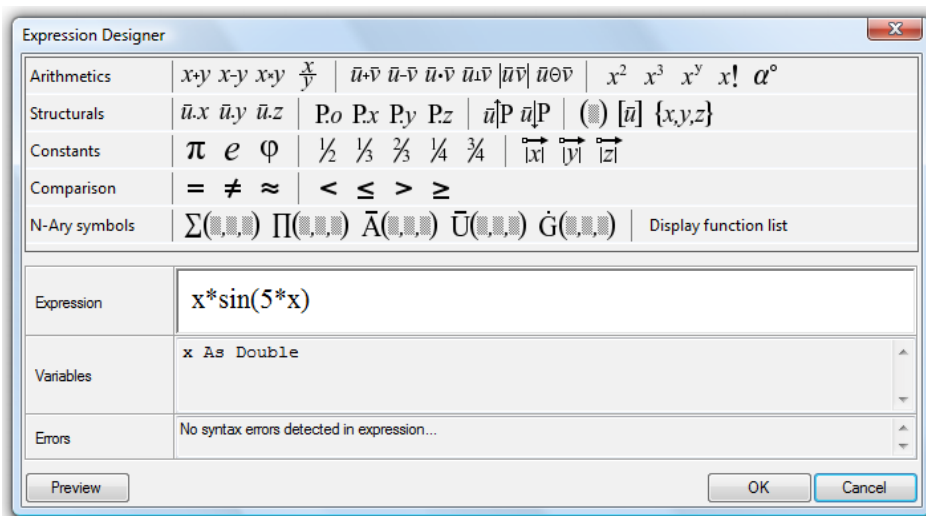 Expression Designer
Arithmetics x+y x-y x*y x/y ū+v̄ ū-v̄ ū•v̄ ū⊥v̄ |ūv̄| ūΘv̄ x² x³ xʸ x! α°
Structurals ū.x ū.y ū.z P.o P.x P.y P.z ū|P ū|P () [ū] {x,y,z}
Constants π e φ ½ ⅓ ⅔ ¼ ¾ |x| |y| |z|
Comparison = ≠ ≈ < ≤ > ≥
N-Ary symbols ∑(,,) ∏(,,) Ā(,,) Ū(,,) Ġ(,,) Display function list
Expression x*sin(5*x)
Variables x As Double
Errors No syntax errors detected in expression...
Preview OK Cancel